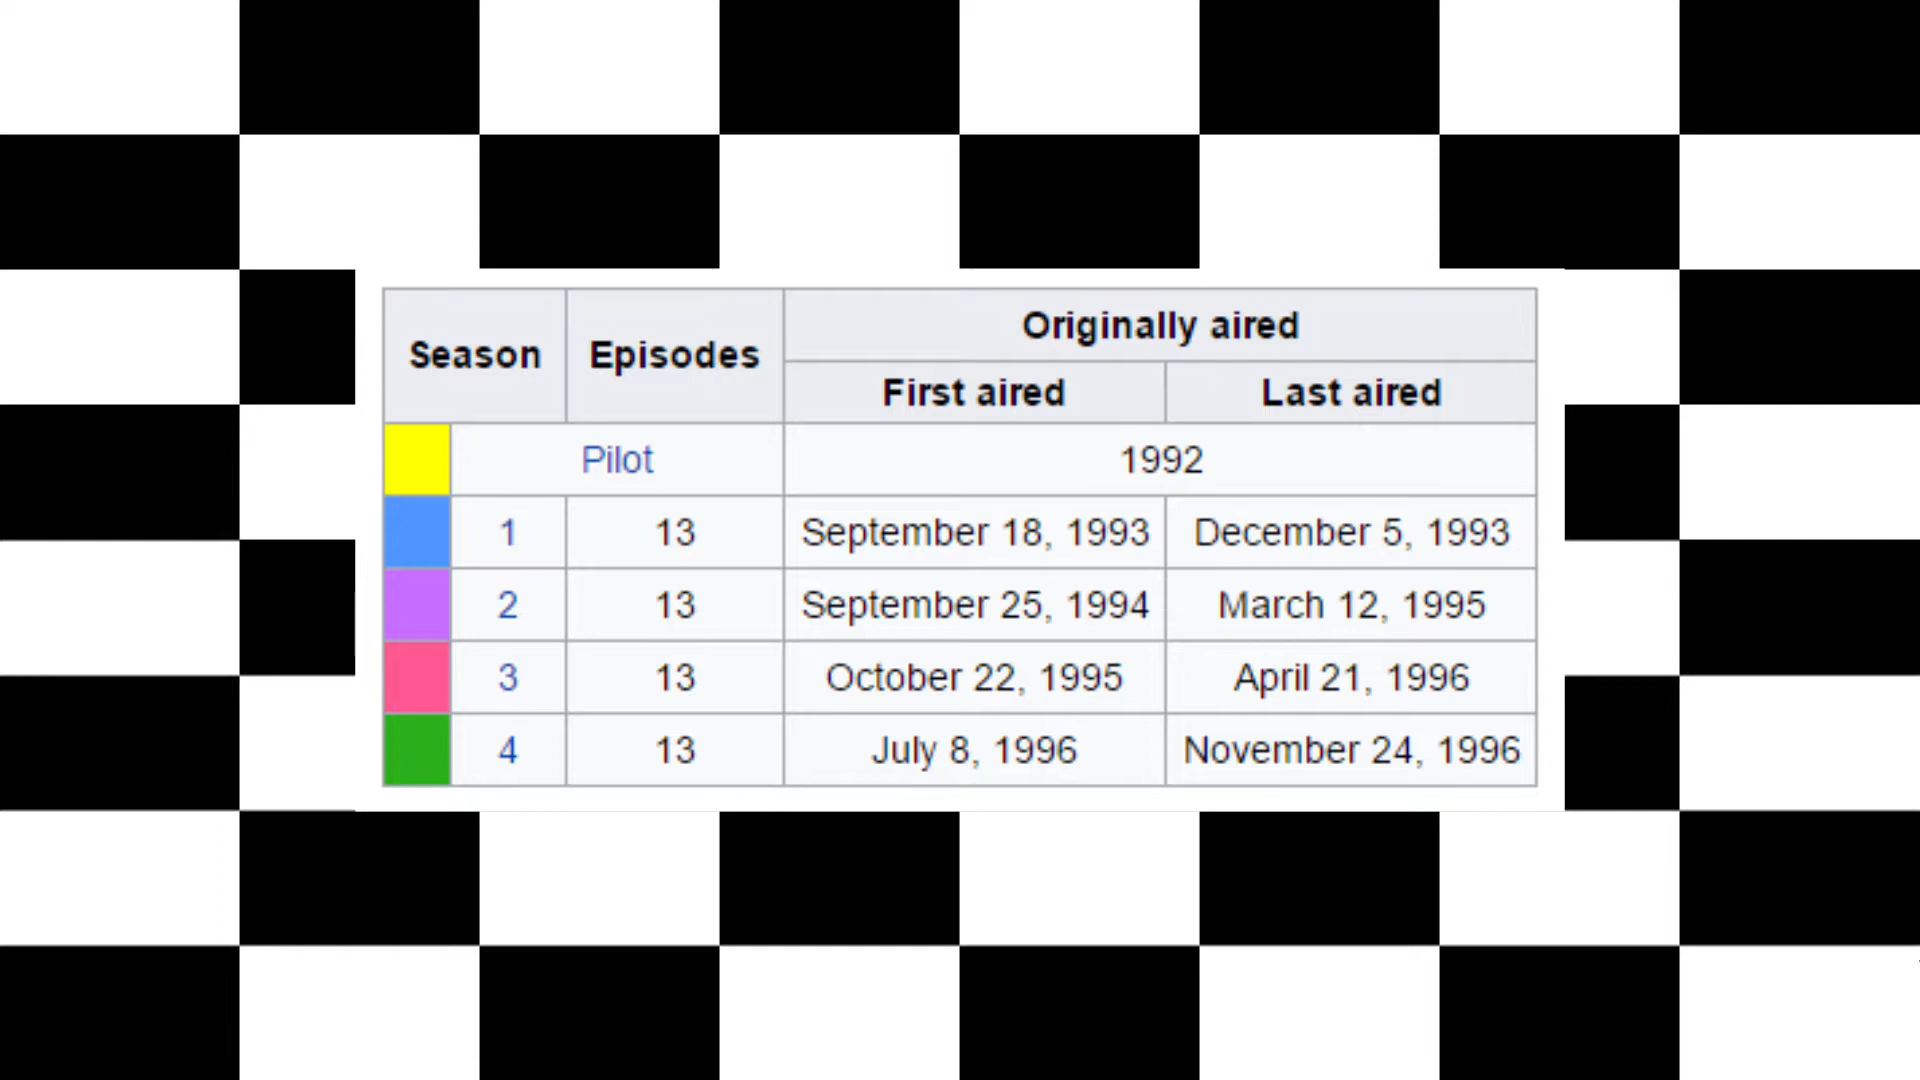 Season Episodes Originally aired
First aired Last aired
Pilot 1992
1 13 September 18, 1993 December 5, 1993
2 13 September 25, 1994 March 12, 1995
3 13 October 22, 1995 April 21, 1996
4 13 July 8, 1996 November 24, 1996